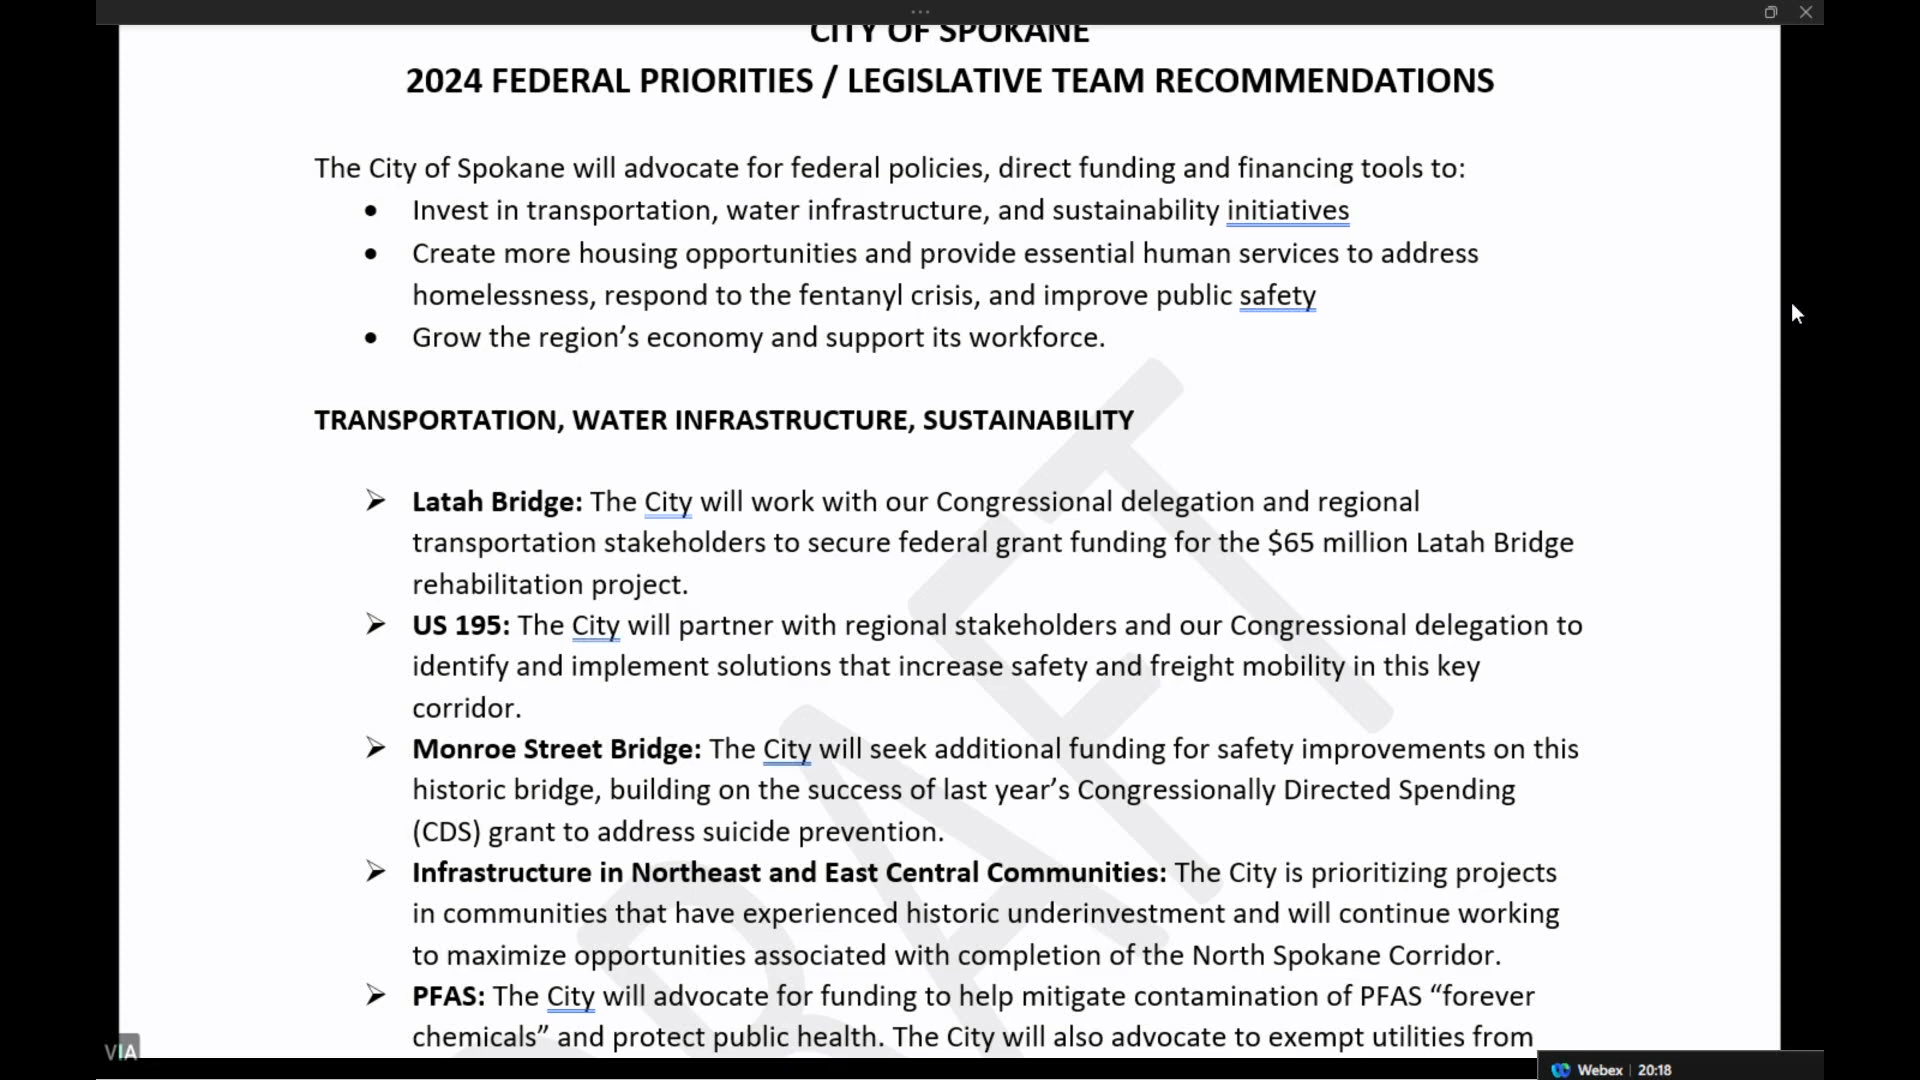 CITY OF SPOKANE
2024 FEDERAL PRIORITIES / LEGISLATIVE TEAM RECOMMENDATIONS
The City of Spokane will advocate for federal policies, direct funding and financing tools to:
• Invest in transportation, water infrastructure, and sustainability initiatives
• Create more housing opportunities and provide essential human services to address
homelessness, respond to the fentanyl crisis, and improve public safety
• Grow the region’s economy and support its workforce.
TRANSPORTATION, WATER INFRASTRUCTURE, SUSTAINABILITY
➢ Latah Bridge: The City will work with our Congressional delegation and regional
transportation stakeholders to secure federal grant funding for the $65 million Latah Bridge
rehabilitation project.
➢ US 195: The City will partner with regional stakeholders and our Congressional delegation to
identify and implement solutions that increase safety and freight mobility in this key
corridor.
➢ Monroe Street Bridge: The City will seek additional funding for safety improvements on this
historic bridge, building on the success of last year’s Congressionally Directed Spending
(CDS) grant to address suicide prevention.
➢ Infrastructure in Northeast and East Central Communities: The City is prioritizing projects
in communities that have experienced historic underinvestment and will continue working
to maximize opportunities associated with completion of the North Spokane Corridor.
➢ PFAS: The City will advocate for funding to help mitigate contamination of PFAS “forever
chemicals” and protect public health. The City will also advocate to exempt utilities from
DRAFT
VIA
Webex | 20:18